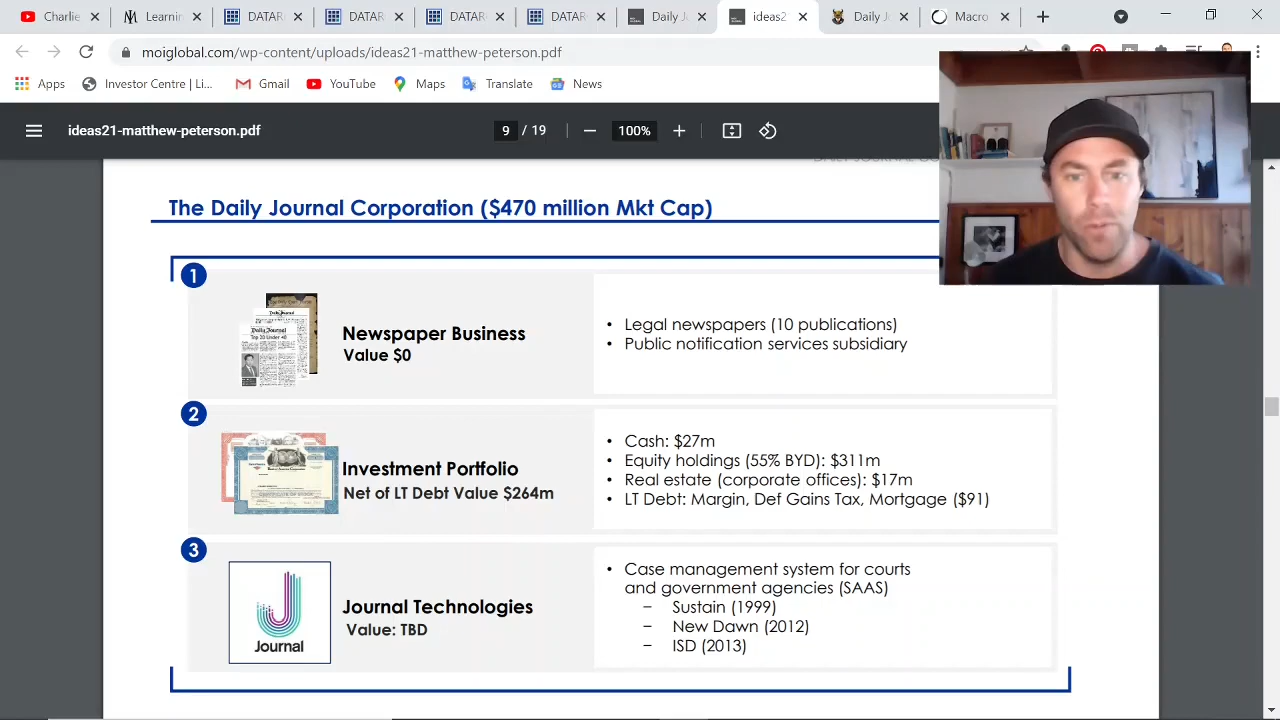 Charlie
Learnin
DATAR
DATAR
DATAR
DATAR
Daily J
ideas2
Daily J
Macro
moiglobal.com/wp-content/uploads/ideas21-matthew-peterson.pdf
Apps
Investor Centre | Li...
Gmail
YouTube
Maps
Translate
News
ideas21-matthew-peterson.pdf
9 / 19
100%
The Daily Journal Corporation ($470 million Mkt Cap)
1
Newspaper Business
Value $0
• Legal newspapers (10 publications)
• Public notification services subsidiary
2
Investment Portfolio
Net of LT Debt Value $264m
• Cash: $27m
• Equity holdings (55% BYD): $311m
• Real estate (corporate offices): $17m
• LT Debt: Margin, Def Gains Tax, Mortgage ($91)
3
Journal
Journal Technologies
Value: TBD
• Case management system for courts
and government agencies (SAAS)
– Sustain (1999)
– New Dawn (2012)
– ISD (2013)